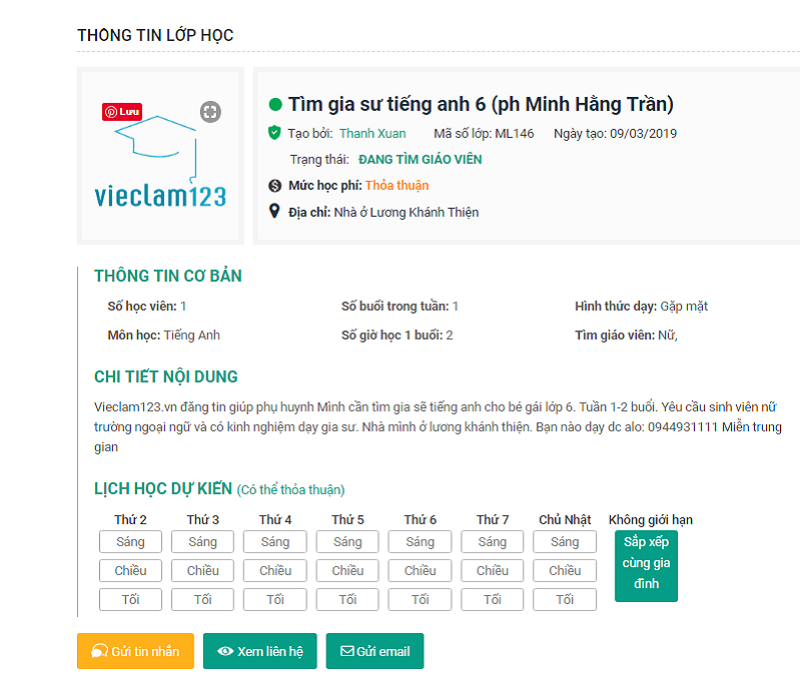 THÔNG TIN LỚP HỌC
Lưu
vieclam123
Tìm gia sư tiếng anh 6 (ph Minh Hằng Trần)
Tạo bởi: Thanh Xuan Mã số lớp: ML146 Ngày tạo: 09/03/2019
Trạng thái: ĐANG TÌM GIÁO VIÊN
Mức học phí: Thỏa thuận
Địa chỉ: Nhà ở Lương Khánh Thiện
THÔNG TIN CƠ BẢN
Số học viên: 1 Số buổi trong tuần: 1 Hình thức dạy: Gặp mặt
Môn học: Tiếng Anh Số giờ học 1 buổi: 2 Tìm giáo viên: Nữ,
CHI TIẾT NỘI DUNG
Vieclam123.vn đăng tin giúp phụ huynh Mình cần tìm gia sẽ tiếng anh cho bé gái lớp 6. Tuần 1-2 buổi. Yêu cầu sinh viên nữ
trường ngoại ngữ và có kinh nghiệm dạy gia sư. Nhà mình ở lương khánh thiện. Bạn nào dạy dc alo: 0944931111 Miễn trung
gian
LỊCH HỌC DỰ KIẾN (Có thể thỏa thuận)
Thứ 2 Thứ 3 Thứ 4 Thứ 5 Thứ 6 Thứ 7 Chủ Nhật Không giới hạn
Sáng Sáng Sáng Sáng Sáng Sáng Sáng Sắp xếp
Chiều Chiều Chiều Chiều Chiều Chiều Chiều cùng gia
Tối Tối Tối Tối Tối Tối Tối đình
Gửi tin nhắn Xem liên hệ Gửi email